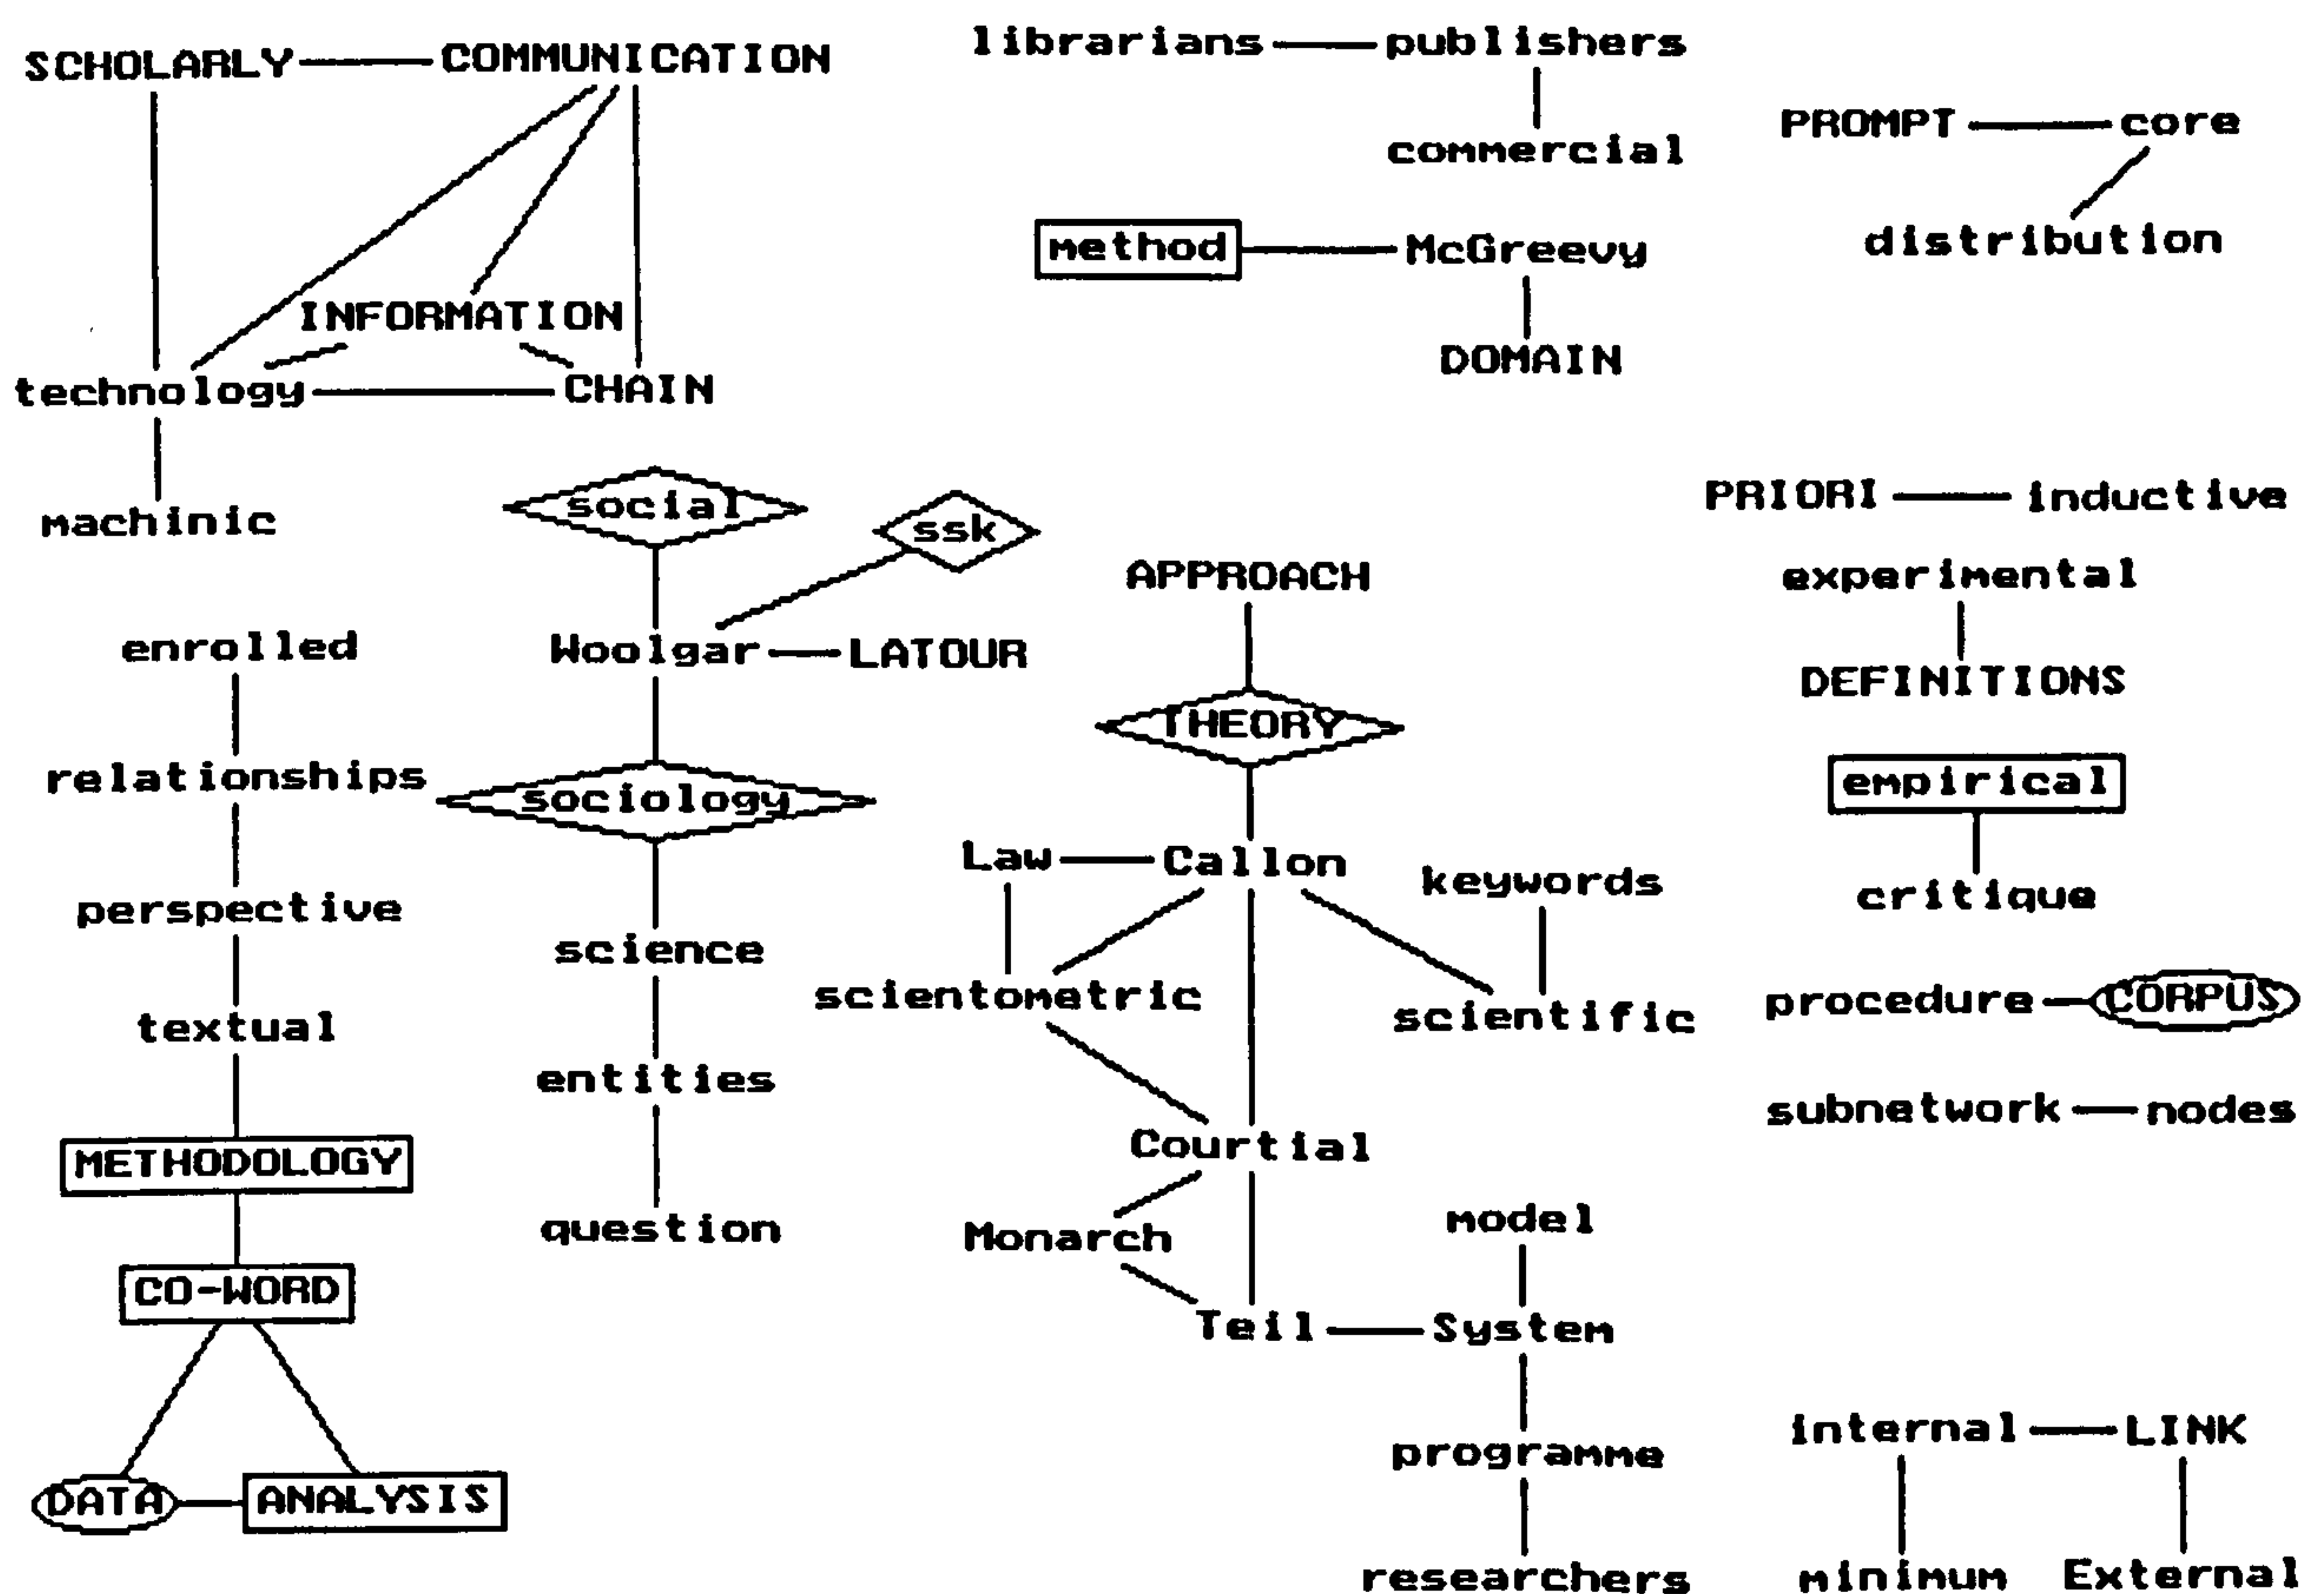 SCHOLARLY COMMUNICATION
INFORMATION
technology CHAIN
machinic
librarians publishers
commercial
PROMPT core
distribution
method McGreevy
DOMAIN
social
ssk
Woolgar LATOUR
sociology
science
entities
question
enrolled
relationships
perspective
textual
METHODOLOGY
CO-WORD
DATA ANALYSIS
APPROACH
THEORY
Law Callon
keywords
scientometric
scientific
Courtial
Monarch
model
Teil System
programme
researchers
PRIORI inductive
experimental
DEFINITIONS
empirical
critique
procedure CORPUS
subnetwork nodes
internal LINK
minimum External